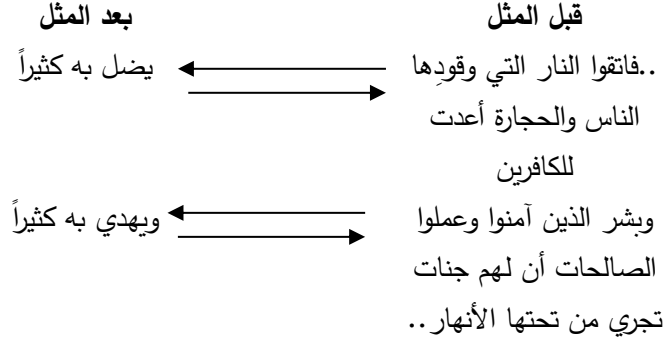 قبل المثل بعد المثل
..فاتقوا النار التي وقودِها يضل به كثيراً
الناس والحجارة أعدت
للكافرين
وبشر الذين آمنوا وعملوا ويهدي به كثيراً
الصالحات أن لهم جنات
تجري من تحتها الأنهار..